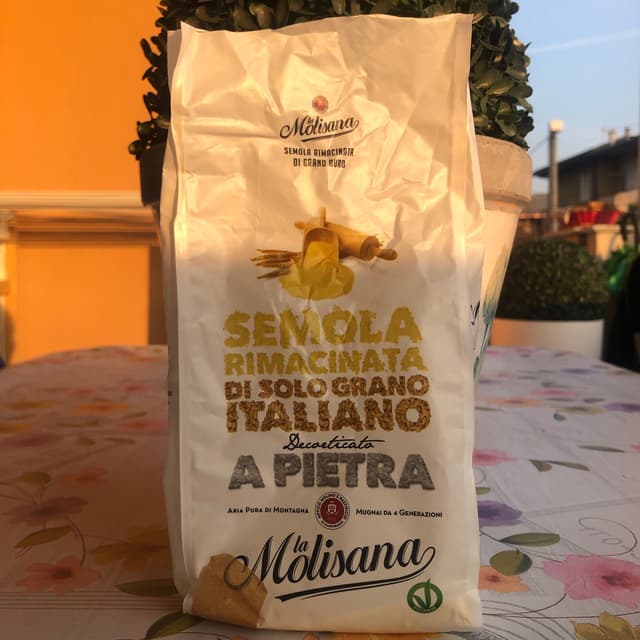 la
Molisana
SEMOLA RIMACINATA
DI GRANO DURO
SEMOLA
RIMACINATA
DI SOLO GRANO
ITALIANO
Decorticato
A PIETRA
ARIA PURA DI MONTAGNA MUGNAI DA 4 GENERAZIONI
la
Molisana